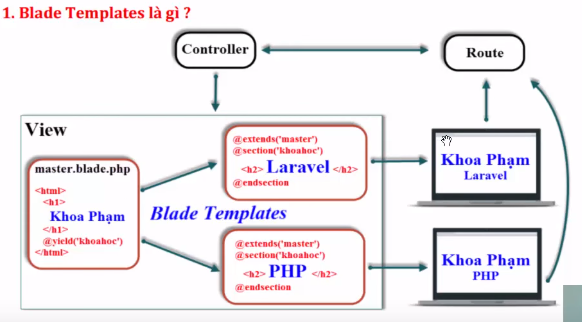 1. Blade Templates là gì ?
Controller
Route
View
master.blade.php
<html>
<h1>
Khoa Phạm
</h1>
@yield('khoahoc')
</html>
Blade Templates
@extends('master')
@section('khoahoc')
<h2> Laravel </h2>
@endsection
@extends('master')
@section('khoahoc')
<h2> PHP </h2>
@endsection
Khoa Phạm
Laravel
Khoa Phạm
PHP